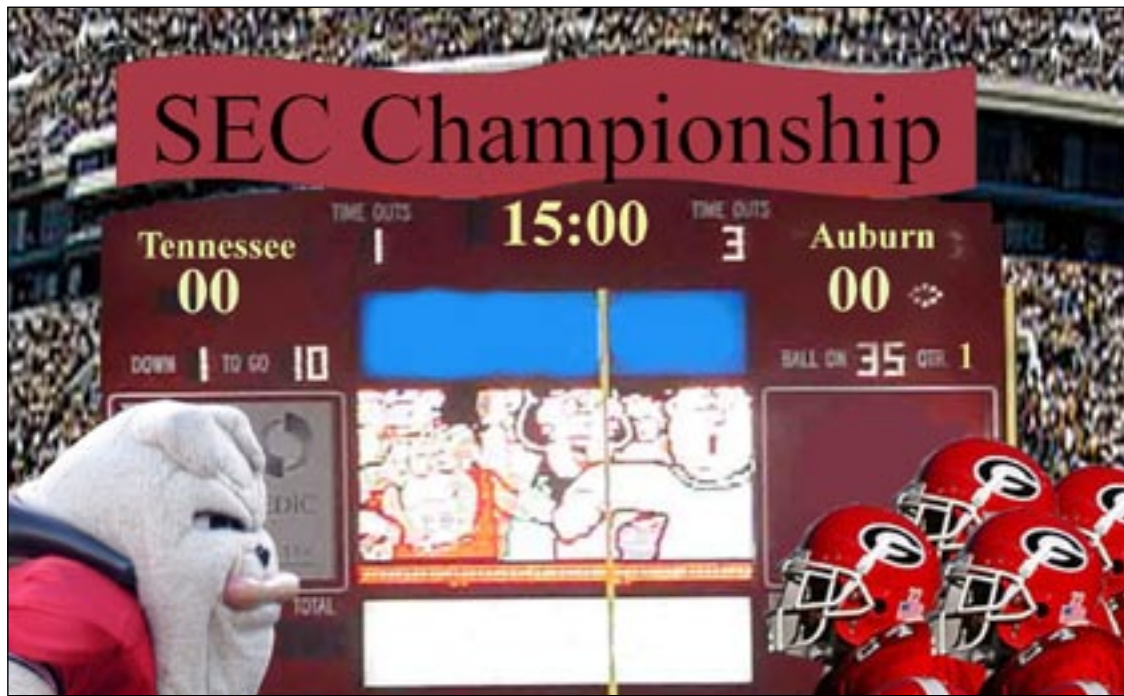 SEC Championship
TIME OUTS 15:00 TIME OUTS
Tennessee 1 3 Auburn
00 00
DOWN 1 TO GO 10 BALL ON 35 QTR. 1
EDIC
TOTAL
G G G G